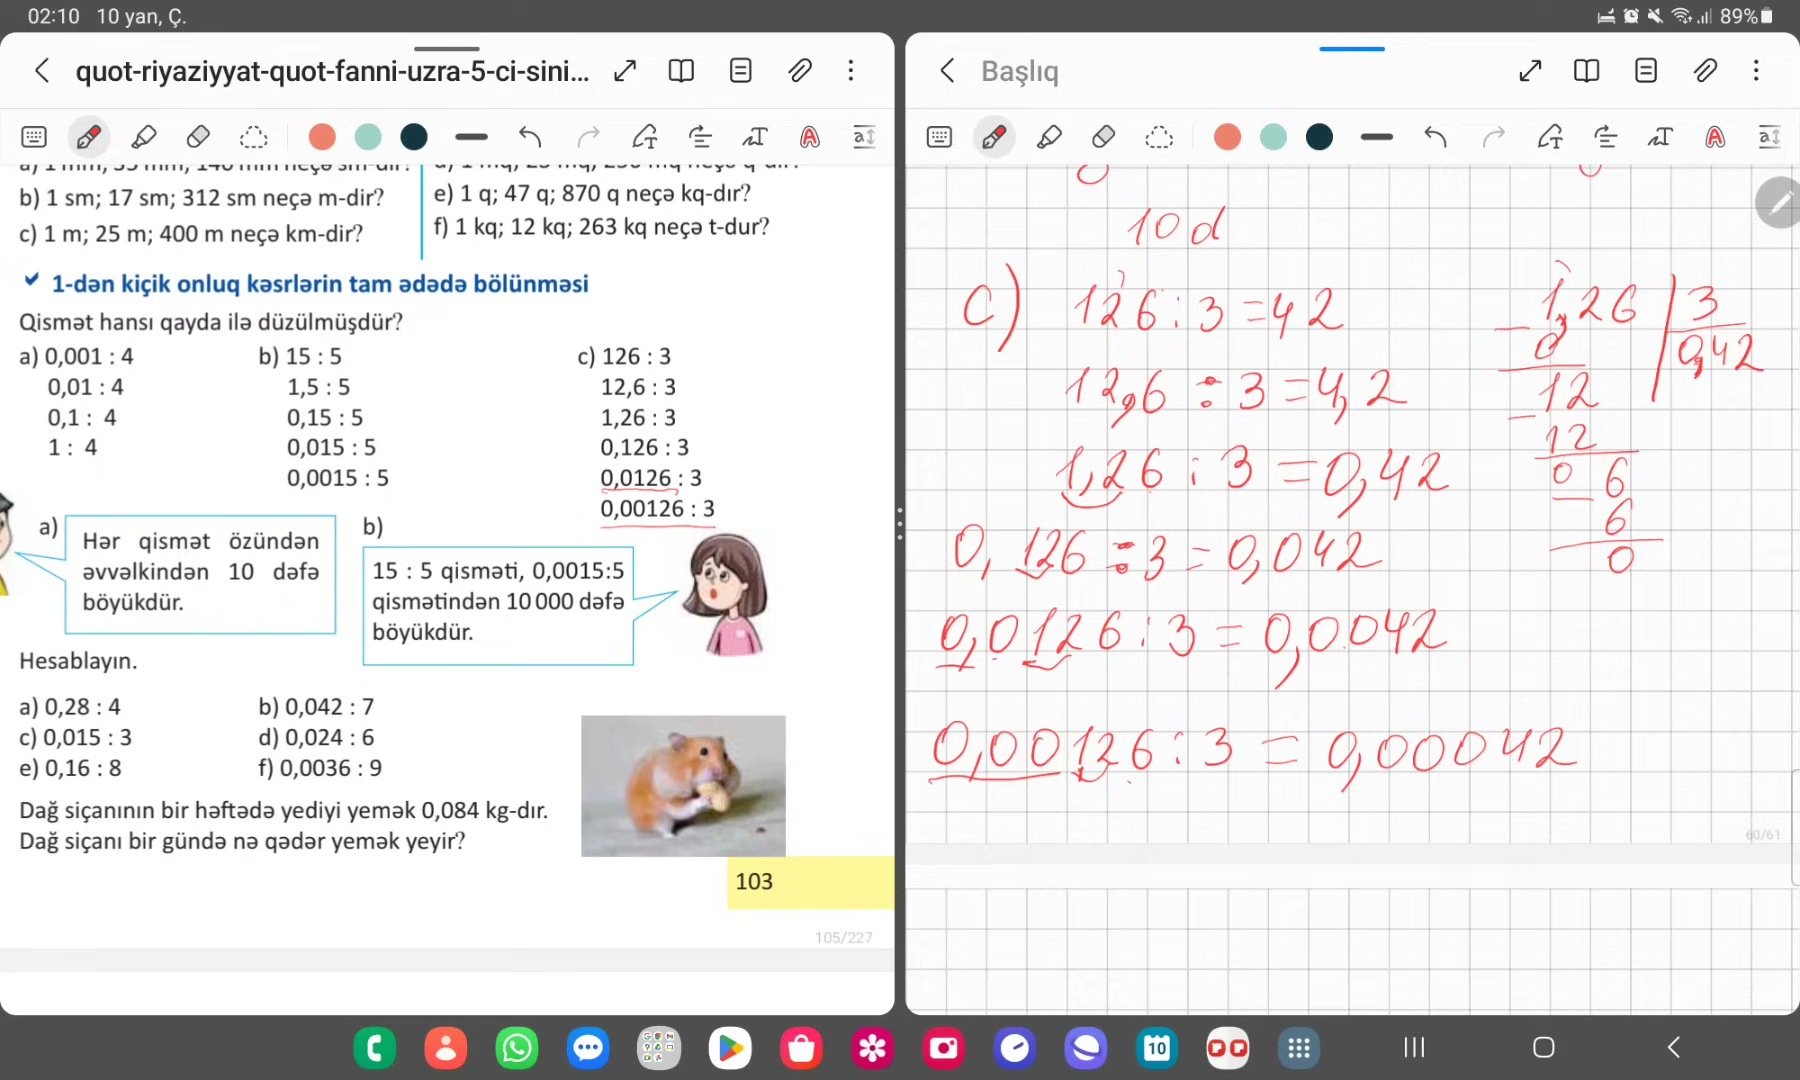 02:10 10 yan, Ç.
89%
quot-riyaziyyat-quot-fanni-uzra-5-ci-sini...
b) 1 sm; 17 sm; 312 sm neçə m-dir?
c) 1 m; 25 m; 400 m neçə km-dir?
e) 1 q; 47 q; 870 q neçə kq-dır?
f) 1 kq; 12 kq; 263 kq neçə t-dur?
1-dən kiçik onluq kəsrlərin tam ədədə bölünməsi
Qismət hansı qayda ilə düzülmüşdür?
a) 0,001 : 4
0,01 : 4
0,1 : 4
1 : 4
b) 15 : 5
1,5 : 5
0,15 : 5
0,015 : 5
0,0015 : 5
c) 126 : 3
12,6 : 3
1,26 : 3
0,126 : 3
0,0126 : 3
0,00126 : 3
a)
Hər qismət özündən
əvvəlkindən 10 dəfə
böyükdür.
b)
15 : 5 qisməti, 0,0015:5
qismətindən 10 000 dəfə
böyükdür.
Hesablayın.
a) 0,28 : 4
b) 0,042 : 7
c) 0,015 : 3
d) 0,024 : 6
e) 0,16 : 8
f) 0,0036 : 9
Dağ siçanının bir həftədə yediyi yemək 0,084 kg-dır.
Dağ siçanı bir gündə nə qədər yemək yeyir?
103
105/227
Başlıq
10 d
C) 126 : 3 = 42
12,6 : 3 = 4,2
1,26 : 3 = 0,42
0,126 : 3 = 0,042
0,0126 : 3 = 0,0042
0,00126 : 3 = 0,00042
1,26 | 3
0 0,42
12
12
0 6
6
0
60/61
10